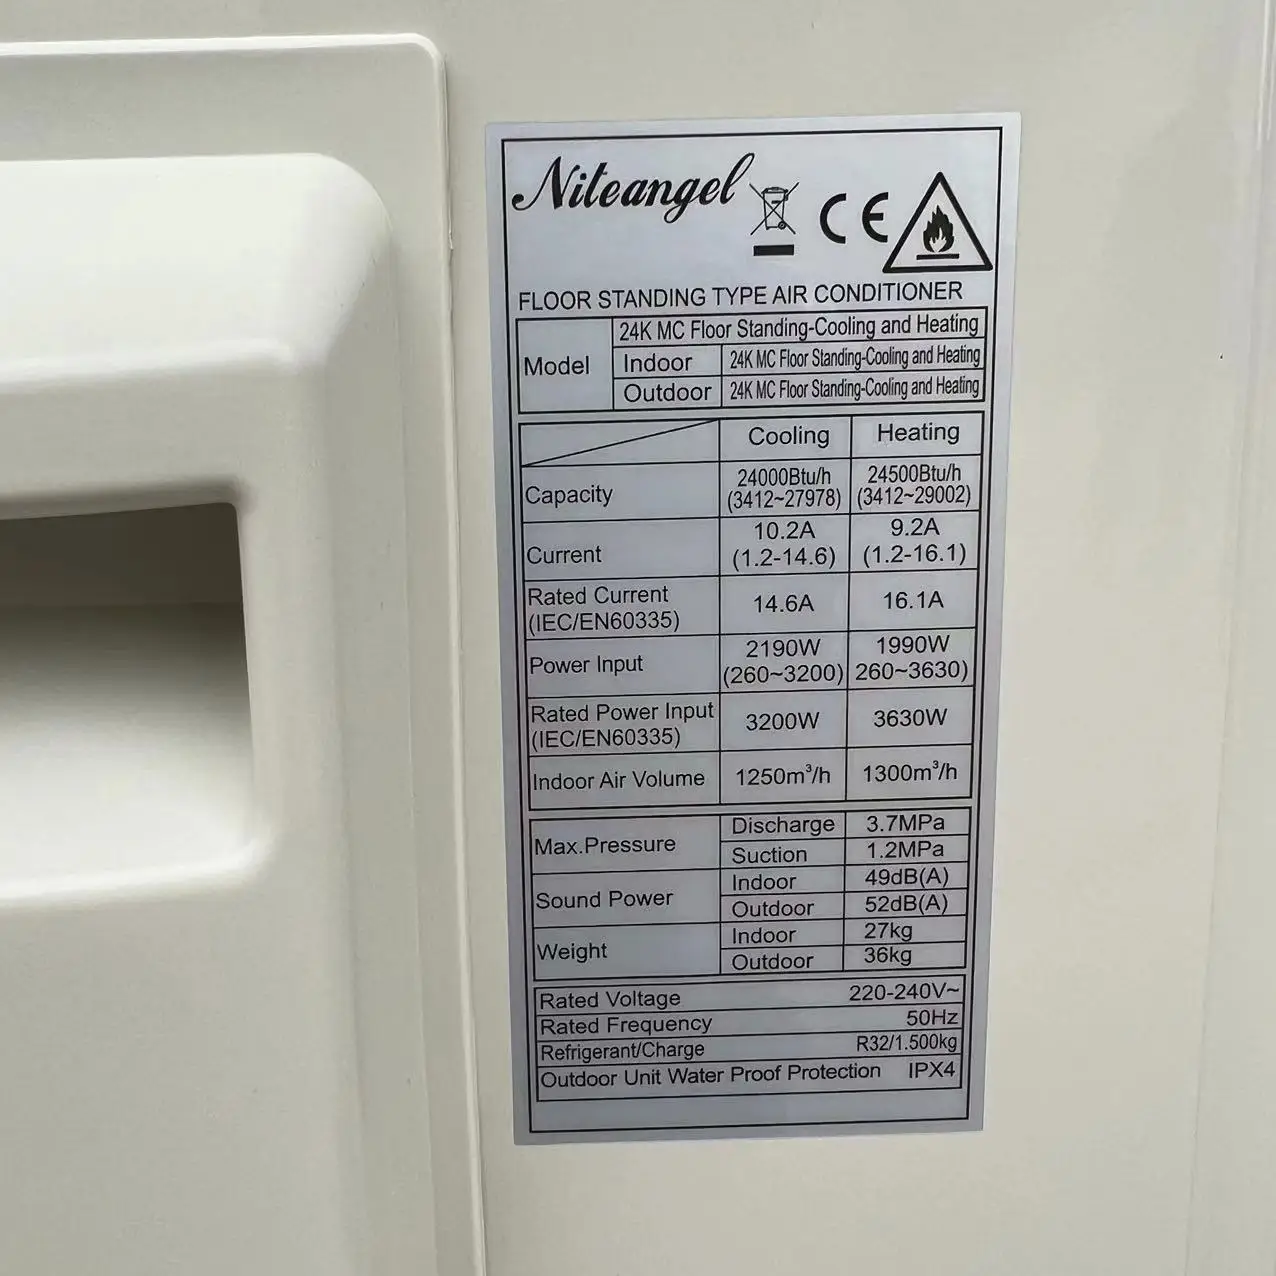 Niteangel
CE
FLOOR STANDING TYPE AIR CONDITIONER
Model 24K MC Floor Standing-Cooling and Heating
Indoor 24K MC Floor Standing-Cooling and Heating
Outdoor 24K MC Floor Standing-Cooling and Heating
Cooling Heating
Capacity 24000Btu/h (3412~27978) 24500Btu/h (3412~29002)
Current 10.2A (1.2-14.6) 9.2A (1.2-16.1)
Rated Current (IEC/EN60335) 14.6A 16.1A
Power Input 2190W (260~3200) 1990W 260~3630)
Rated Power Input (IEC/EN60335) 3200W 3630W
Indoor Air Volume 1250m³/h 1300m³/h
Max.Pressure Discharge 3.7MPa
Suction 1.2MPa
Sound Power Indoor 49dB(A)
Outdoor 52dB(A)
Weight Indoor 27kg
Outdoor 36kg
Rated Voltage 220-240V~
Rated Frequency 50Hz
Refrigerant/Charge R32/1.500kg
Outdoor Unit Water Proof Protection IPX4